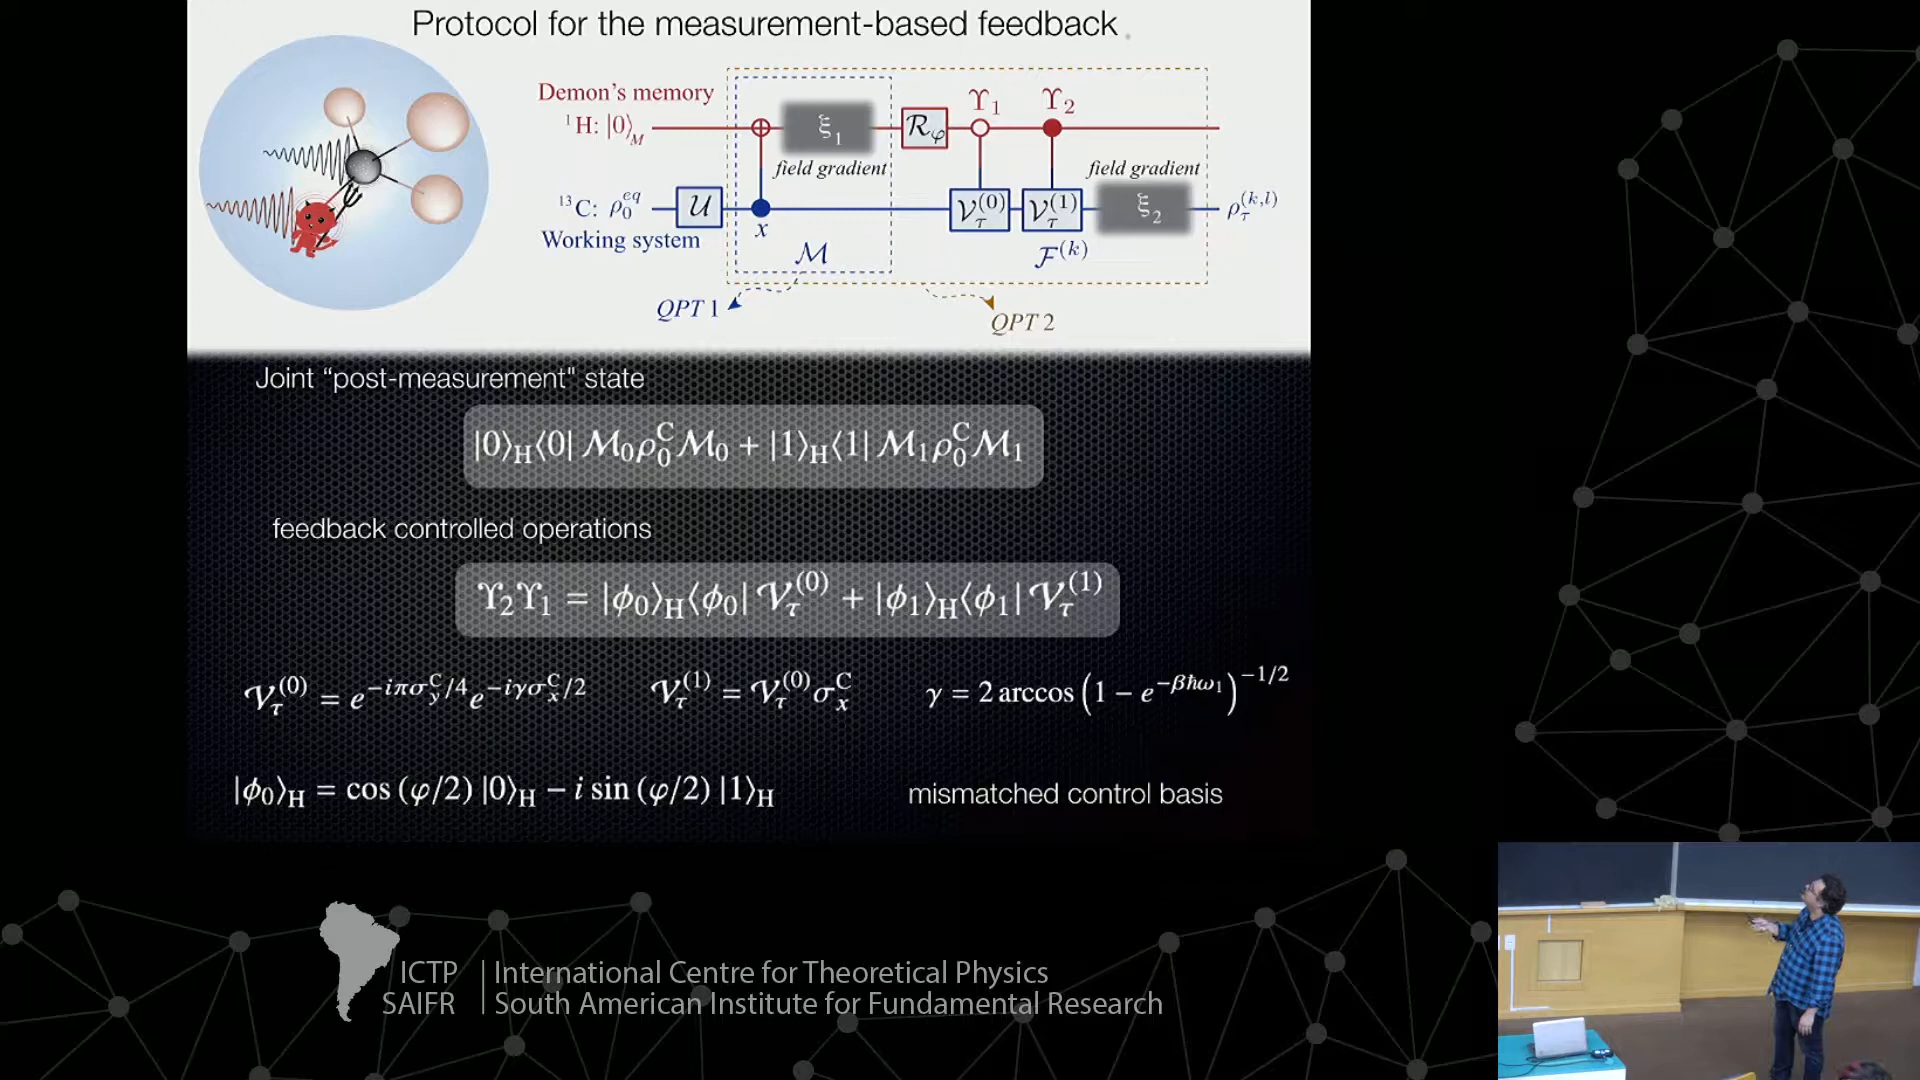 Protocol for the measurement-based feedback
Demon's memory
¹H: |0⟩_M
ξ₁
field gradient
ℛ_φ
ϒ₁
ϒ₂
field gradient
¹³C: ρ₀^{eq}
𝒰
x
𝒱_τ^{(0)}
𝒱_τ^{(1)}
ξ₂
ρ_τ^{(k,l)}
Working system
ℳ
ℱ^{(k)}
QPT 1
QPT 2
Joint “post-measurement" state
|0⟩_H⟨0| ℳ₀ρ₀^Cℳ₀ + |1⟩_H⟨1| ℳ₁ρ₀^Cℳ₁
feedback controlled operations
ϒ₂ϒ₁ = |ϕ₀⟩_H⟨ϕ₀| 𝒱_τ^{(0)} + |ϕ₁⟩_H⟨ϕ₁| 𝒱_τ^{(1)}
𝒱_τ^{(0)} = e^{−iπσ_y^C/4} e^{−iγσ_x^C/2} 𝒱_τ^{(1)} = 𝒱_τ^{(0)}σ_x^C γ = 2 arccos (1 − e^{−βℏω₁})^{−1/2}
|ϕ₀⟩_H = cos (φ/2) |0⟩_H − i sin (φ/2) |1⟩_H mismatched control basis
ICTP | International Centre for Theoretical Physics
SAIFR | South American Institute for Fundamental Research